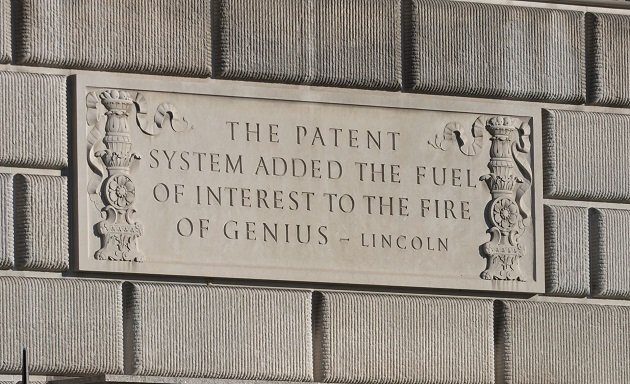 THE PATENT
SYSTEM ADDED THE FUEL
OF INTEREST TO THE FIRE
OF GENIUS – LINCOLN